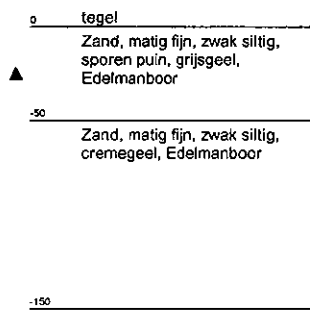 0 tegel
Zand, matig fijn, zwak siltig,
sporen puin, grijsgeel,
Edelmanboor
-50
Zand, matig fijn, zwak siltig,
cremegeel, Edelmanboor
-150